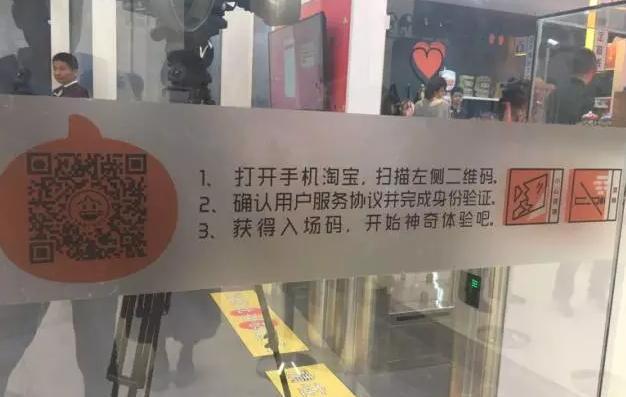 1、打开手机淘宝,扫描左侧二维码。
2、确认用户服务协议并完成身份验证。
3、获得入场码,开始神奇体验吧。